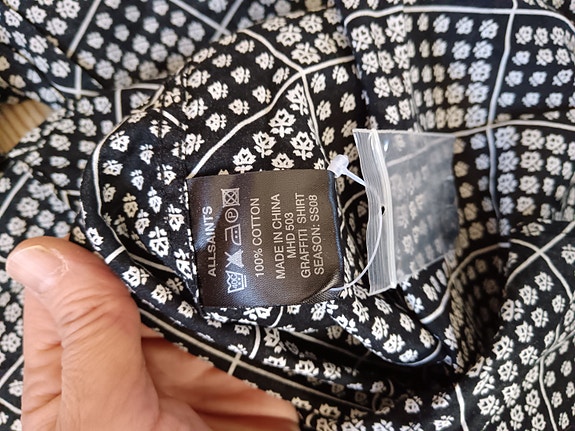 ALLSAINTS
100% COTTON
MADE IN CHINA
MHD 503
GRAFFITI SHIRT
SEASON: SS08